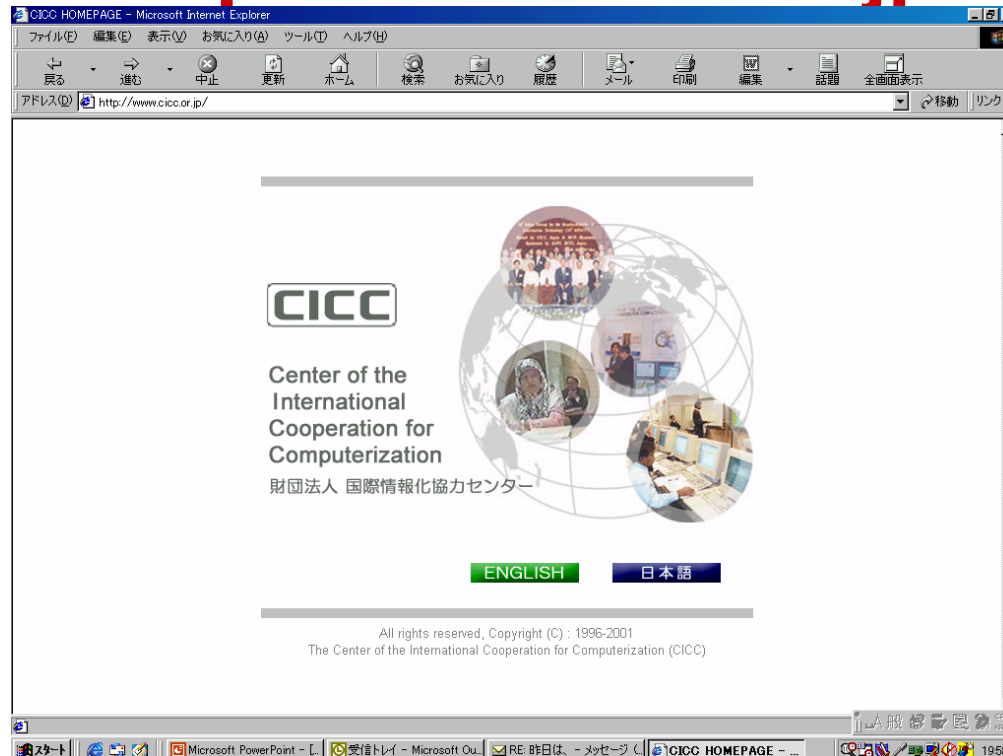 CICC HOMEPAGE - Microsoft Internet Explorer
ファイル(F) 編集(E) 表示(V) お気に入り(A) ツール(T) ヘルプ(H)
戻る 進む 中止 更新 ホーム 検索 お気に入り 履歴 メール 印刷 編集 話題 全画面表示
アドレス(D) http://www.cicc.or.jp/ 移動 リンク
CICC
Center of the
International
Cooperation for
Computerization
財団法人 国際情報化協力センター
ENGLISH 日本語
All rights reserved, Copyright (C) : 1996-2001
The Center of the International Cooperation for Computerization (CICC)
A 般
スタート Microsoft PowerPoint - [... 受信トレイ - Microsoft Ou... RE: 昨日は、 - メッセージ (... CICC HOMEPAGE - ...